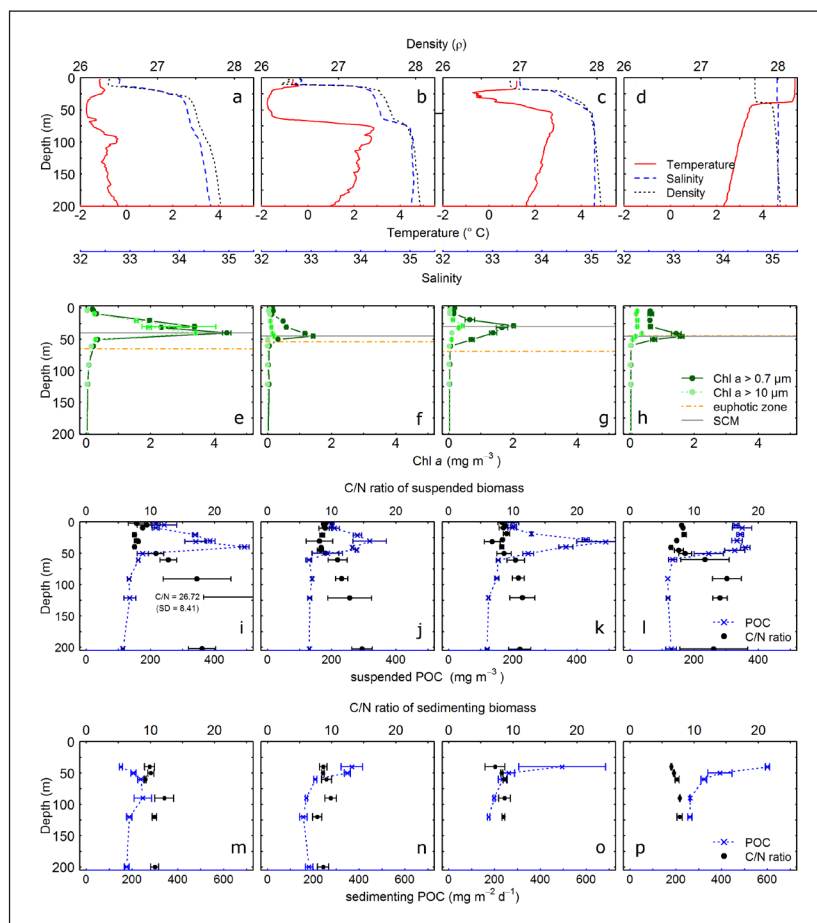 Density (ρ)
26 27 28 26 27 28 26 27 28 26 27 28
Depth (m)
0 50 100 150 200
a b c d
Temperature
Salinity
Density
-2 0 2 4 -2 0 2 4 -2 0 2 4 -2 0 2 4
Temperature (° C)
32 33 34 35 32 33 34 35 32 33 34 35 32 33 34 35
Salinity
Depth (m)
0 50 100 150 200
Chl a > 0.7 µm
Chl a > 10 µm
euphotic zone
SCM
e f g h
0 2 4 0 2 4 0 2 4 0 2 4
Chl a (mg m⁻³)
C/N ratio of suspended biomass
0 10 20 0 10 20 0 10 20 0 10 20
Depth (m)
0 50 100 150 200
C/N = 26.72
(SD = 8.41)
i j k l
POC
C/N ratio
0 200 400 0 200 400 0 200 400 0 200 400
suspended POC (mg m⁻³)
C/N ratio of sedimenting biomass
0 10 20 0 10 20 0 10 20 0 10 20
Depth (m)
0 50 100 150 200
m n o p
POC
C/N ratio
0 200 400 600 0 200 400 600 0 200 400 600 0 200 400 600
sedimenting POC (mg m⁻² d⁻¹)